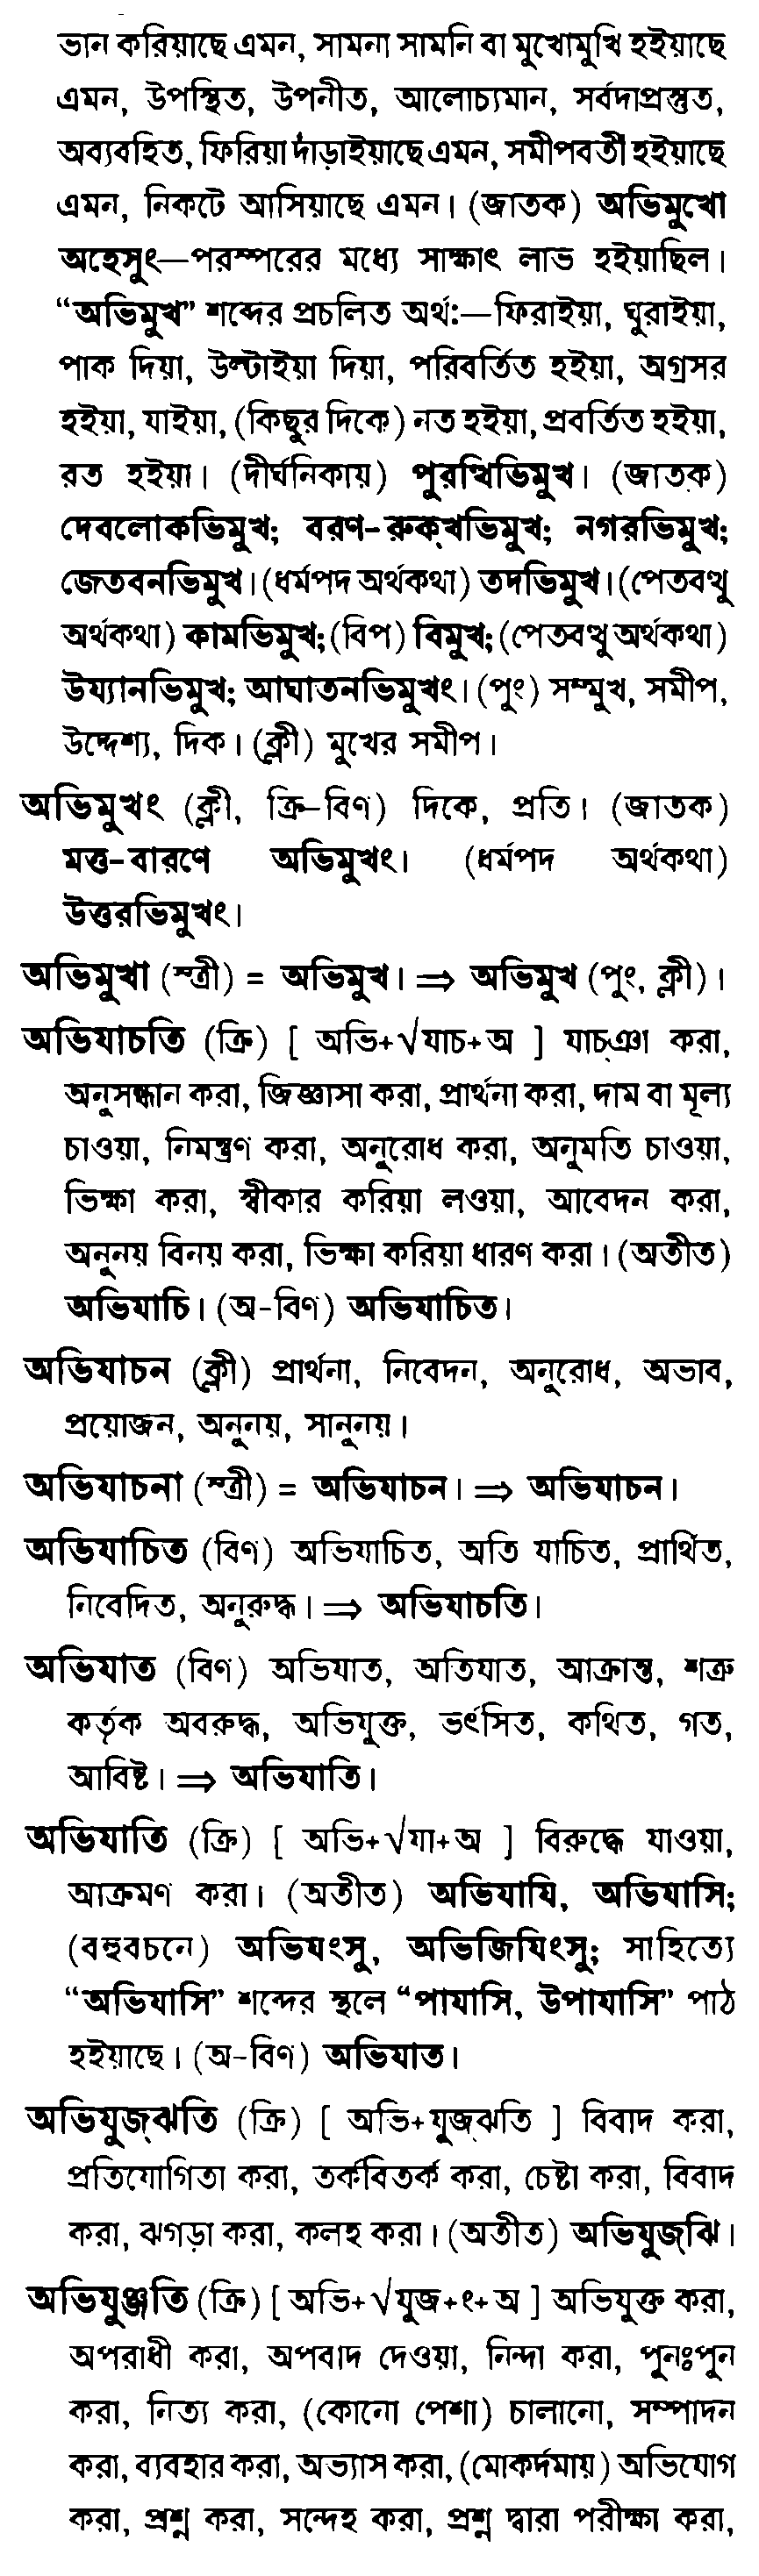 ভান করিয়াছে এমন, সামনা সামনি বা মুখোমুখি হইয়াছে
এমন, উপস্থিত, উপনীত, আলোচ্যমান, সর্বদাপ্রস্তুত,
অব্যবহিত, ফিরিয়া দাঁড়াইয়াছে এমন, সমীপবর্তী হইয়াছে
এমন, নিকটে আসিয়াছে এমন। (জাতক) অভিমুখো
অহেসুং—পরস্পরের মধ্যে সাক্ষাৎ লাভ হইয়াছিল।
“অভিমুখ” শব্দের প্রচলিত অর্থ:—ফিরাইয়া, ঘুরাইয়া,
পাক দিয়া, উল্টাইয়া দিয়া, পরিবর্তিত হইয়া, অগ্রসর
হইয়া, যাইয়া, (কিছুর দিকে) নত হইয়া, প্রবর্তিত হইয়া,
রত হইয়া। (দীর্ঘনিকায়) পুরত্থিভিমুখ। (জাতক)
দেবলোকভিমুখ; বরণ-রুক্‌খভিমুখ; নগরভিমুখ;
জেতবনভিমুখ। (ধর্মপদ অর্থকথা) তদভিমুখ। (পেতবত্থু
অর্থকথা) কামভিমুখ; (বিপ) বিমুখ; (পেতবত্থু অর্থকথা)
উয্যানভিমুখ; আঘাতনভিমুখং। (পুং) সম্মুখ, সমীপ,
উদ্দেশ্য, দিক। (ক্লী) মুখের সমীপ।
অভিমুখং (ক্লী, ক্রি-বিণ) দিকে, প্রতি। (জাতক)
মত্ত-বারণে অভিমুখং। (ধর্মপদ অর্থকথা)
উত্তরভিমুখং।
অভিমুখা (স্ত্রী) = অভিমুখ। ⇒ অভিমুখ (পুং, ক্লী)।
অভিযাচতি (ক্রি) [ অভি+√যাচ+অ ] যাচ্ঞা করা,
অনুসন্ধান করা, জিজ্ঞাসা করা, প্রার্থনা করা, দাম বা মূল্য
চাওয়া, নিমন্ত্রণ করা, অনুরোধ করা, অনুমতি চাওয়া,
ভিক্ষা করা, স্বীকার করিয়া লওয়া, আবেদন করা,
অনুনয় বিনয় করা, ভিক্ষা করিয়া ধারণ করা। (অতীত)
অভিযাচি। (অ-বিণ) অভিযাচিত।
অভিযাচন (ক্লী) প্রার্থনা, নিবেদন, অনুরোধ, অভাব,
প্রয়োজন, অনুনয়, সানুনয়।
অভিযাচনা (স্ত্রী) = অভিযাচন। ⇒ অভিযাচন।
অভিযাচিত (বিণ) অভিযাচিত, অতি যাচিত, প্রার্থিত,
নিবেদিত, অনুরুদ্ধ। ⇒ অভিযাচতি।
অভিযাত (বিণ) অভিযাত, অতিযাত, আক্রান্ত, শত্রু
কর্তৃক অবরুদ্ধ, অভিযুক্ত, ভর্ৎসিত, কথিত, গত,
আবিষ্ট। ⇒ অভিযাতি।
অভিযাতি (ক্রি) [ অভি+√যা+অ ] বিরুদ্ধে যাওয়া,
আক্রমণ করা। (অতীত) অভিযাযি, অভিযাসি;
(বহুবচনে) অভিযংসু, অভিজিযিংসু; সাহিত্যে
“অভিযাসি” শব্দের স্থলে “পাযাসি, উপাযাসি” পাঠ
হইয়াছে। (অ-বিণ) অভিযাত।
অভিযুজ্‌ঝতি (ক্রি) [ অভি+যুজ্‌ঝতি ] বিবাদ করা,
প্রতিযোগিতা করা, তর্কবিতর্ক করা, চেষ্টা করা, বিবাদ
করা, ঝগড়া করা, কলহ করা। (অতীত) অভিযুজ্‌ঝি।
অভিযুঞ্জতি (ক্রি) [ অভি+√যুজ+ং+অ ] অভিযুক্ত করা,
অপরাধী করা, অপবাদ দেওয়া, নিন্দা করা, পুনঃপুন
করা, নিত্য করা, (কোনো পেশা) চালানো, সম্পাদন
করা, ব্যবহার করা, অভ্যাস করা, (মোকর্দমায়) অভিযোগ
করা, প্রশ্ন করা, সন্দেহ করা, প্রশ্ন দ্বারা পরীক্ষা করা,